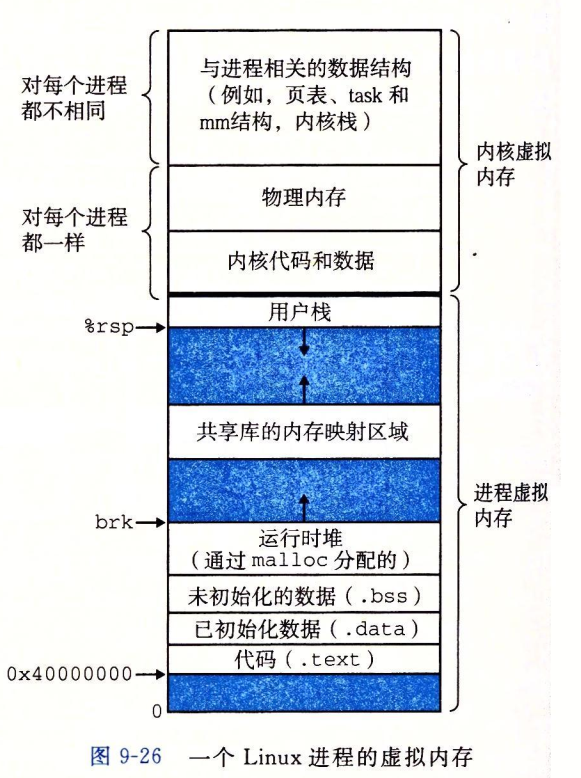 与进程相关的数据结构
（例如，页表、task 和
mm结构，内核栈）
对每个进程
都不相同
内核虚拟
内存
物理内存
对每个进程
都一样
内核代码和数据
用户栈
%rsp
共享库的内存映射区域
进程虚拟
内存
brk
运行时堆
（通过 malloc 分配的）
未初始化的数据（.bss）
已初始化数据（.data）
代码（.text）
0x40000000
0
图 9-26 一个 Linux 进程的虚拟内存